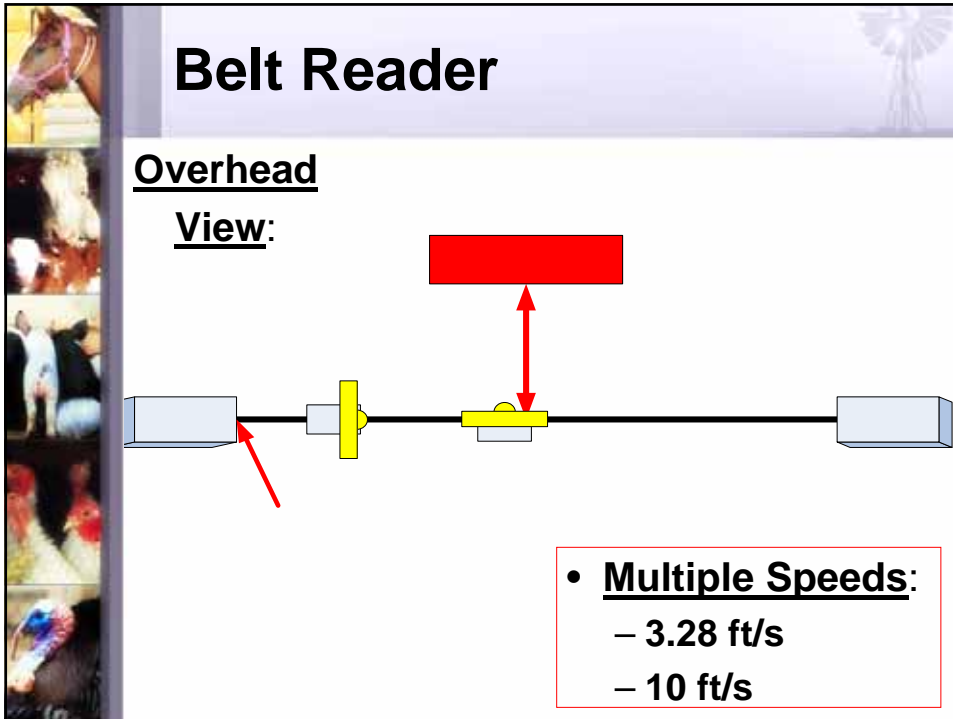 Belt Reader
Overhead
View:
• Multiple Speeds:
– 3.28 ft/s
– 10 ft/s